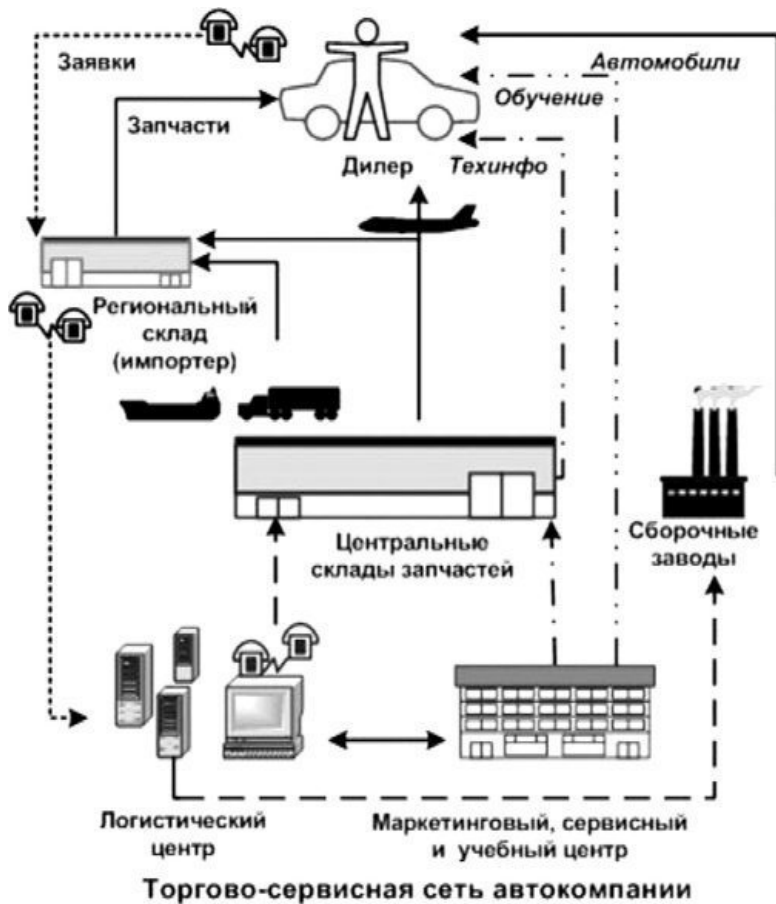 Заявки
Автомобили
Обучение
Запчасти
Дилер
Техинфо
Региональный
склад
(импортер)
Центральные
склады запчастей
Сборочные
заводы
Логистический
центр
Маркетинговый, сервисный
и учебный центр
Торгово-сервисная сеть автокомпании